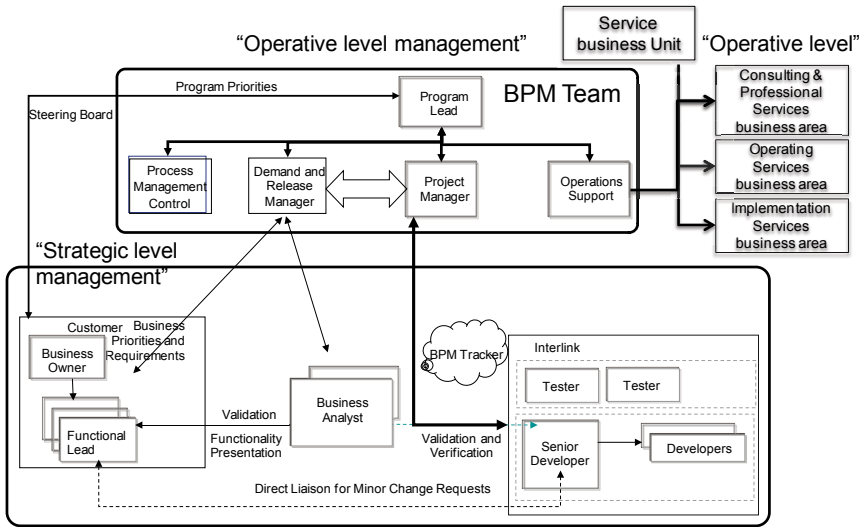 Service
business Unit
“Operative level management”
“Operative level”
Consulting &
Professional
Services
business area
Program Priorities
Program
Lead
BPM Team
Steering Board
Process
Management
Control
Demand and
Release
Manager
Project
Manager
Operations
Support
Operating
Services
business area
Implementation
Services
business area
“Strategic level
management”
Customer
Business
Priorities and
Requirements
Business
Owner
BPM Tracker
Interlink
Tester
Tester
Functional
Lead
Validation
Functionality
Presentation
Business
Analyst
Validation and
Verification
Senior
Developer
Developers
Direct Liaison for Minor Change Requests